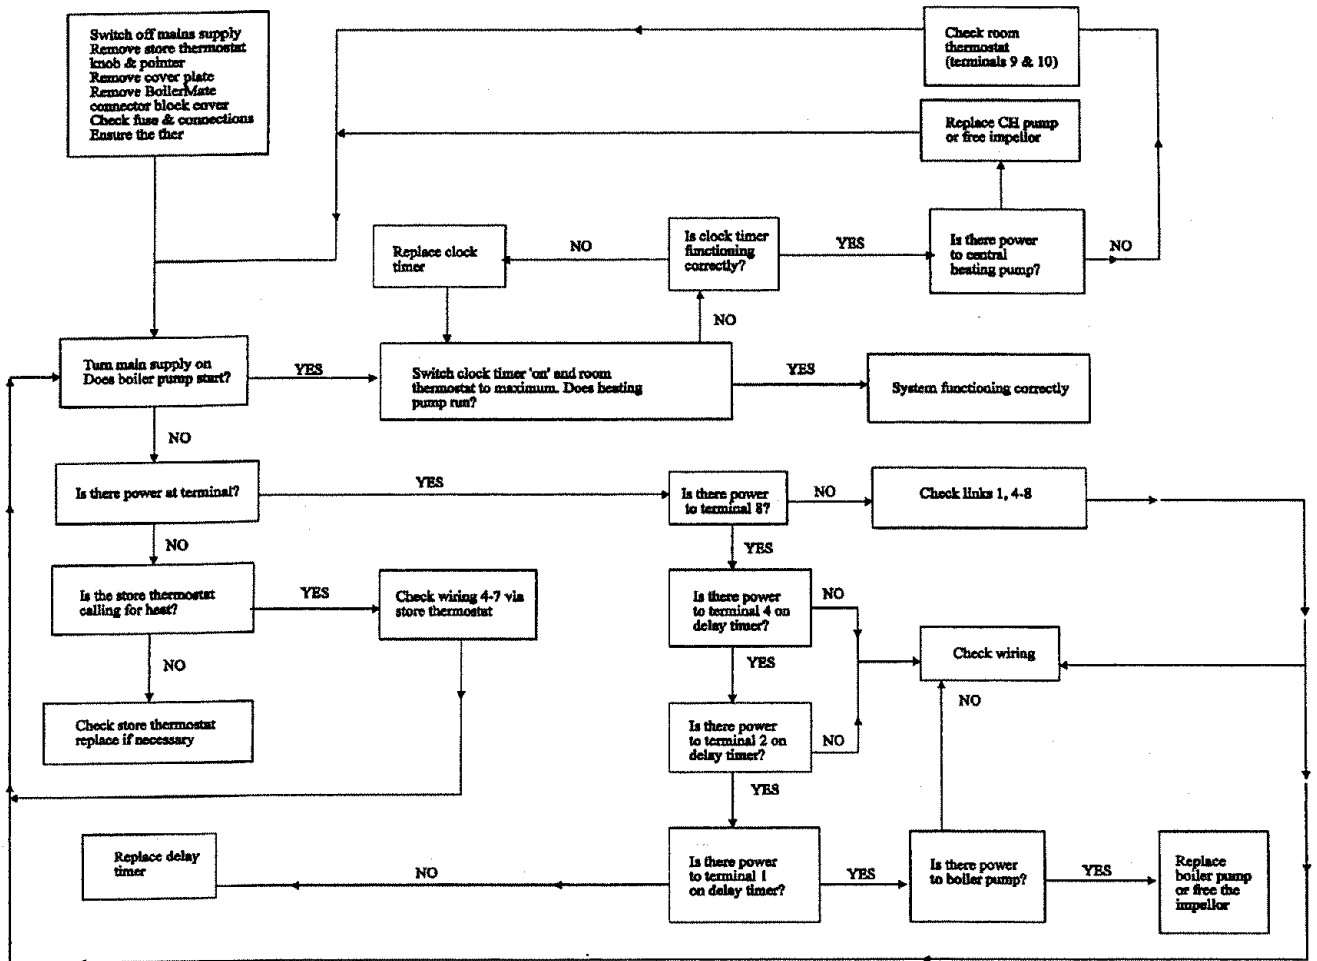 Switch off mains supply
Remove store thermostat
knob & pointer
Remove cover plate
Remove BoilerMate
connector block cover
Check fuse & connections
Ensure the ther
Check room
thermostat
(terminals 9 & 10)
Replace CH pump
or free impellor
Replace clock
timer
NO
Is clock timer
functioning
correctly?
YES
Is there power
to central
heating pump?
NO
NO
Turn main supply on
Does boiler pump start?
YES
Switch clock timer 'on' and room
thermostat to maximum. Does heating
pump run?
YES
System functioning correctly
NO
Is there power at terminal?
YES
Is there power
to terminal 8?
NO
Check links 1, 4-8
NO
YES
Is the store thermostat
calling for heat?
YES
Check wiring 4-7 via
store thermostat
Is there power
to terminal 4 on
delay timer?
NO
Check wiring
NO
YES
NO
Check store thermostat
replace if necessary
Is there power
to terminal 2 on
delay timer?
NO
YES
Replace delay
timer
NO
Is there power
to terminal 1
on delay timer?
YES
Is there power
to boiler pump?
YES
Replace
boiler pump
or free the
impellor